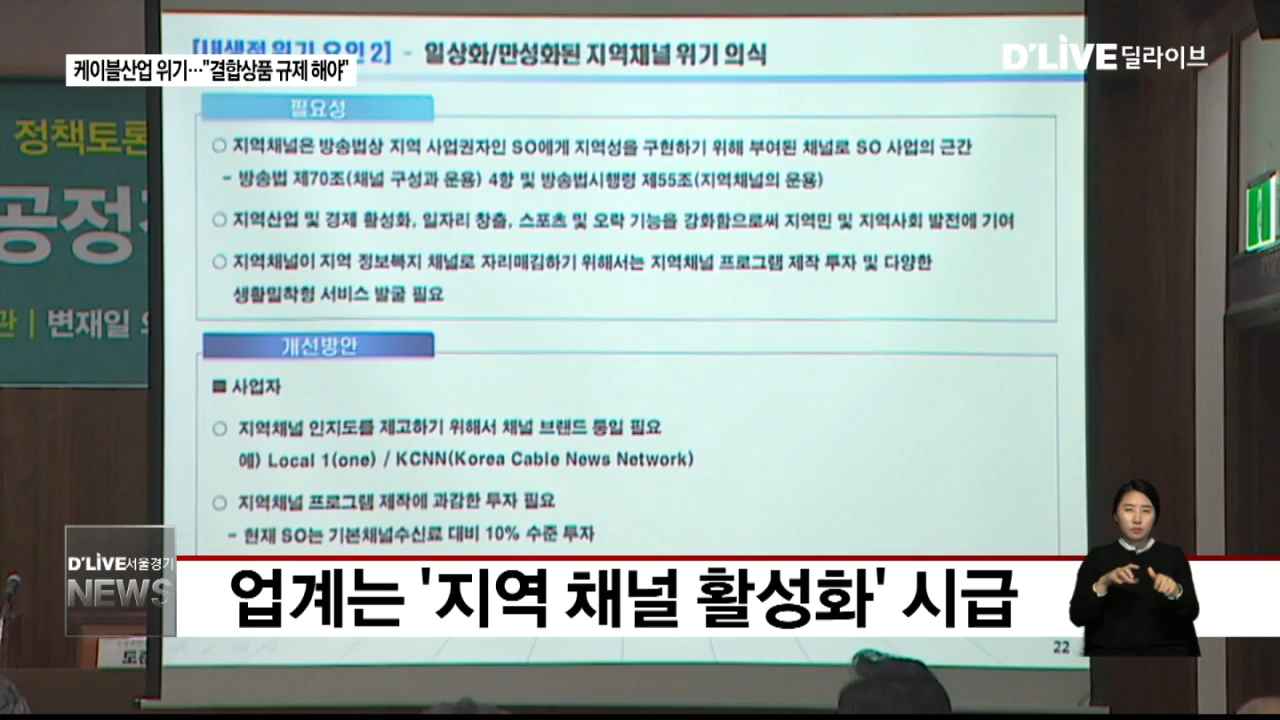 [내생적 위기 요인 2] - 일상화/만성화된 지역채널 위기 의식
케이블산업 위기…"결합상품 규제 해야"
D'LIVE 딜라이브
정책토론
공정
관 | 변재일
필요성
○ 지역채널은 방송법상 지역 사업권자인 SO에게 지역성을 구현하기 위해 부여된 채널로 SO 사업의 근간
- 방송법 제70조(채널 구성과 운용) 4항 및 방송법시행령 제55조(지역채널의 운용)
○ 지역산업 및 경제 활성화, 일자리 창출, 스포츠 및 오락 기능을 강화함으로써 지역민 및 지역사회 발전에 기여
○ 지역채널이 지역 정보복지 채널로 자리매김하기 위해서는 지역채널 프로그램 제작 투자 및 다양한
생활밀착형 서비스 발굴 필요
개선방안
■ 사업자
○ 지역채널 인지도를 제고하기 위해서 채널 브랜드 통일 필요
예) Local 1(one) / KCNN(Korea Cable News Network)
○ 지역채널 프로그램 제작에 과감한 투자 필요
- 현재 SO는 기본채널수신료 대비 10% 수준 투자
D'LIVE 서울경기
NEWS
업계는 '지역 채널 활성화' 시급
22